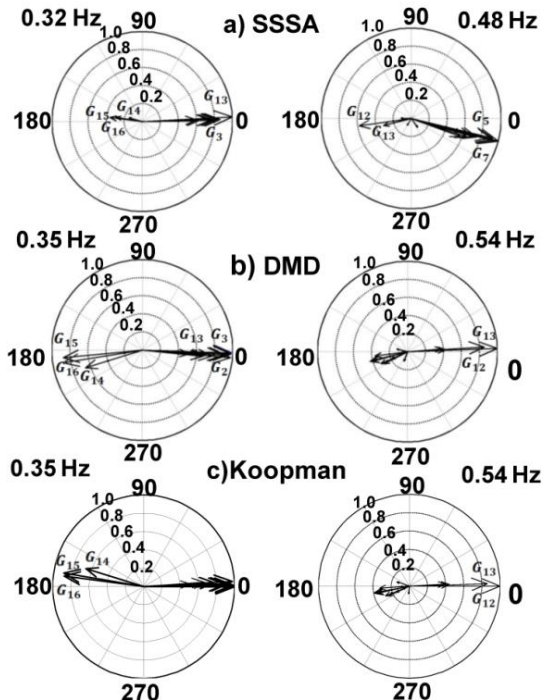 0.32 Hz 90 a) SSSA 90 0.48 Hz
1.0 1.0
0.8 0.8
0.6 0.6
0.4 0.4
0.2 0.2
G15 G14 G13 G12 G5
180 0 180 0
G16 G3 G13 G7
270 270
0.35 Hz 90 b) DMD 90 0.54 Hz
1.0 1.0
0.8 0.8
0.6 0.6
0.4 0.4
0.2 0.2
G15 G13 G3 G13
180 0 180 0
G16 G14 G2 G12
270 270
0.35 Hz 90 c)Koopman 90 0.54 Hz
1.0 1.0
0.8 0.8
0.6 0.6
0.4 0.4
0.2 0.2
G15 G14 G13
180 0 180 0
G16 G12
270 270